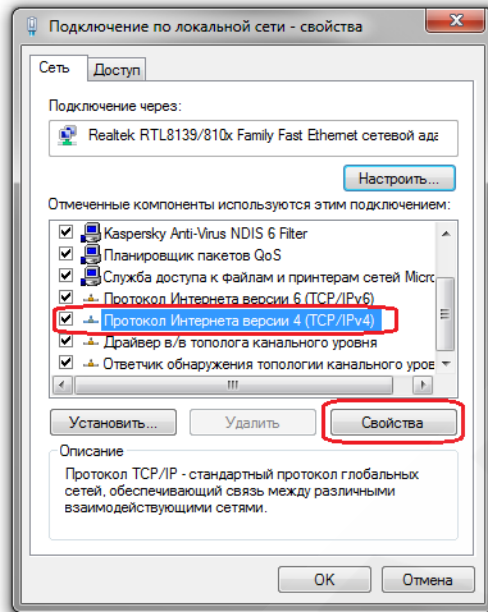 Подключение по локальной сети - свойства
Сеть Доступ
Подключение через:
Realtek RTL8139/810x Family Fast Ethernet сетевой ада
Настроить...
Отмеченные компоненты используются этим подключением:
Kaspersky Anti-Virus NDIS 6 Filter
Планировщик пакетов QoS
Служба доступа к файлам и принтерам сетей Micro
Протокол Интернета версии 6 (TCP/IPv6)
Протокол Интернета версии 4 (TCP/IPv4)
Драйвер в/в тополога канального уровня
Ответчик обнаружения топологии канального уров
Установить... Удалить Свойства
Описание
Протокол TCP/IP - стандартный протокол глобальных
сетей, обеспечивающий связь между различными
взаимодействующими сетями.
OK Отмена